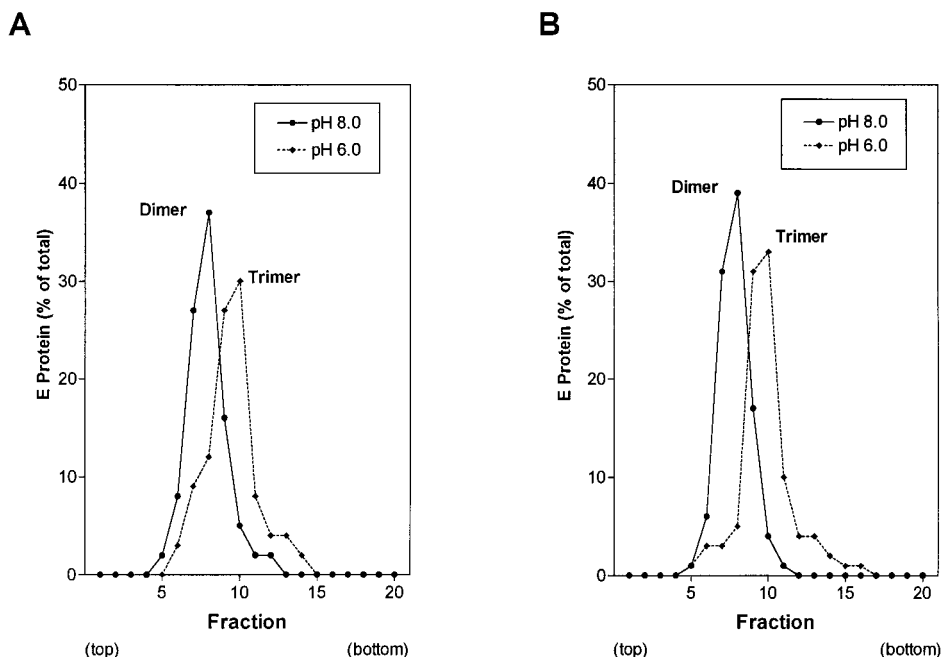 A
E Protein (% of total)
50
40
30
20
10
0
pH 8.0
pH 6.0
Dimer
Trimer
5
10
15
20
Fraction
(top)
(bottom)
B
E Protein (% of total)
50
40
30
20
10
0
pH 8.0
pH 6.0
Dimer
Trimer
5
10
15
20
Fraction
(top)
(bottom)